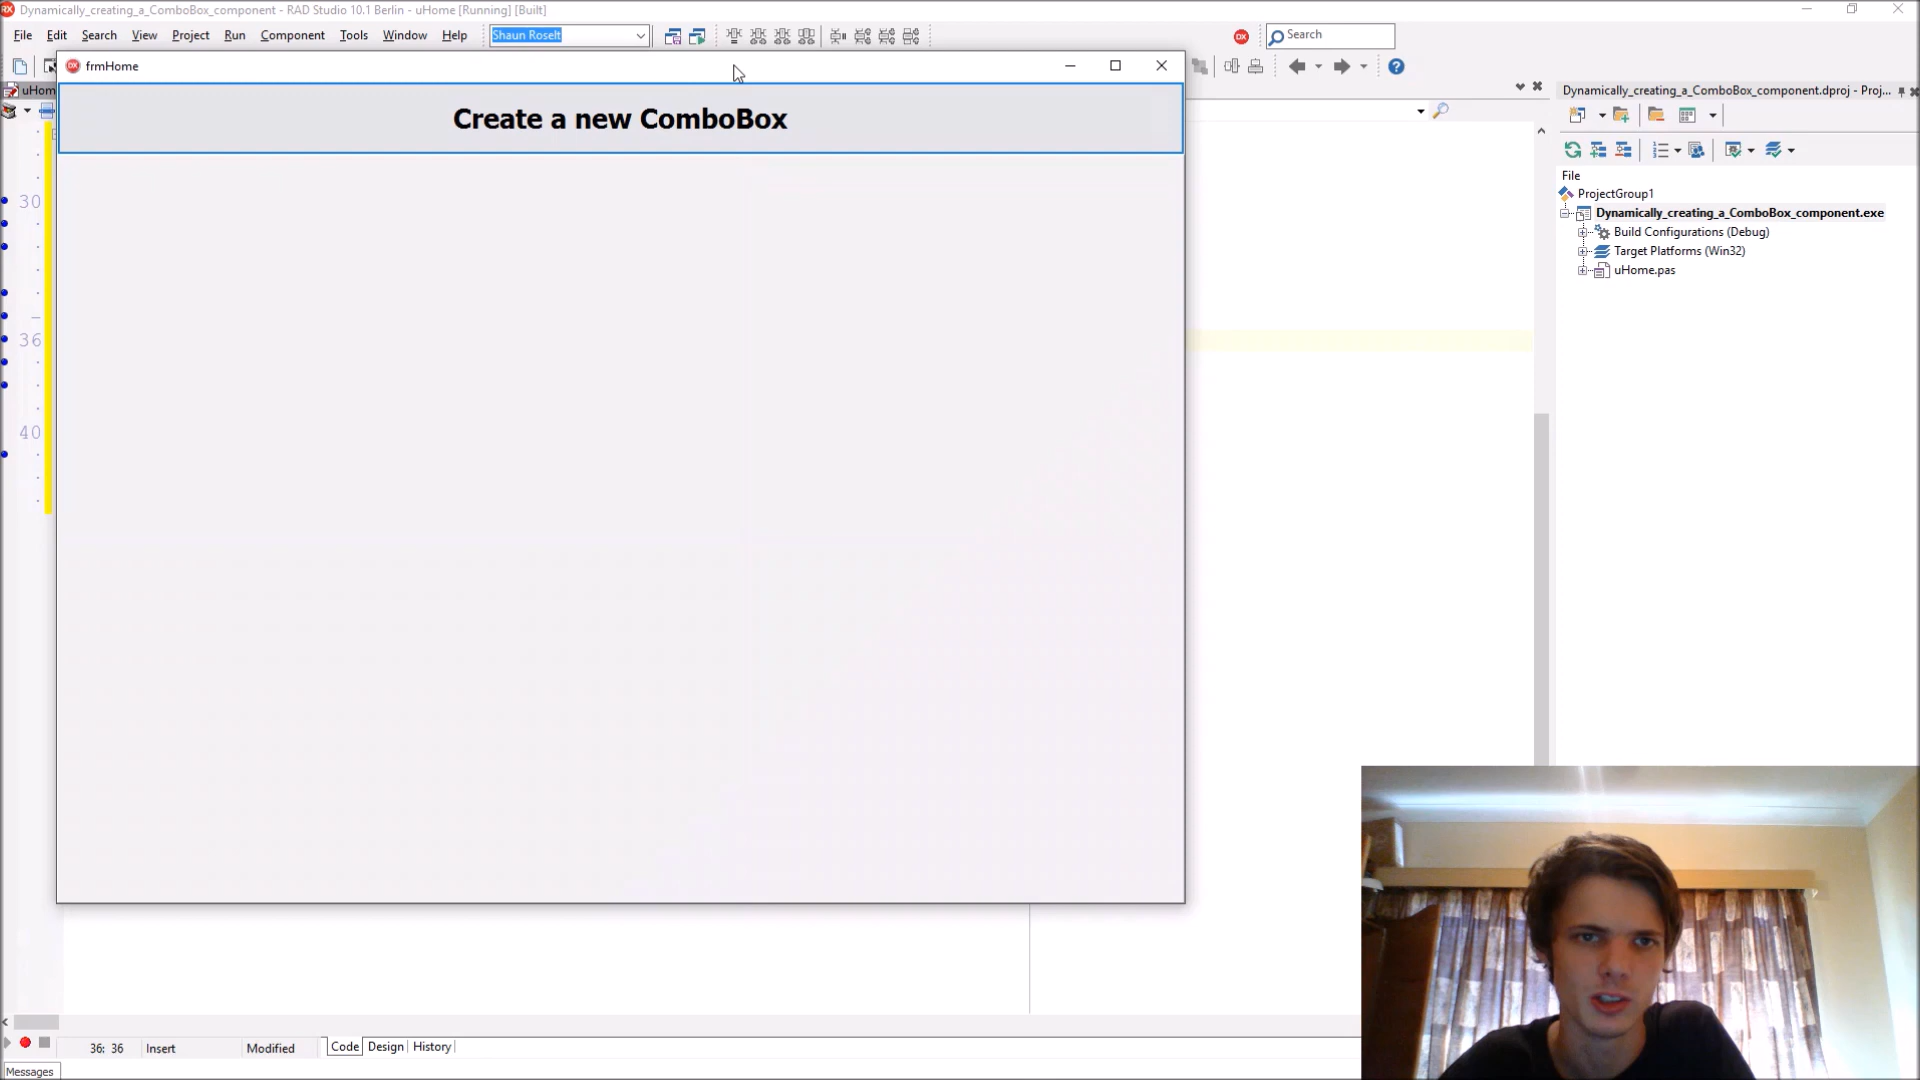 Dynamically_creating_a_ComboBox_component - RAD Studio 10.1 Berlin - uHome [Running] [Built]
File Edit Search View Project Run Component Tools Window Help Shaun Roselt Search
frmHome
uHom
Dynamically_creating_a_ComboBox_component.dproj - Proj...
Create a new ComboBox
File
ProjectGroup1
Dynamically_creating_a_ComboBox_component.exe
Build Configurations (Debug)
Target Platforms (Win32)
uHome.pas
30
36
40
36: 36 Insert Modified Code Design History
Messages